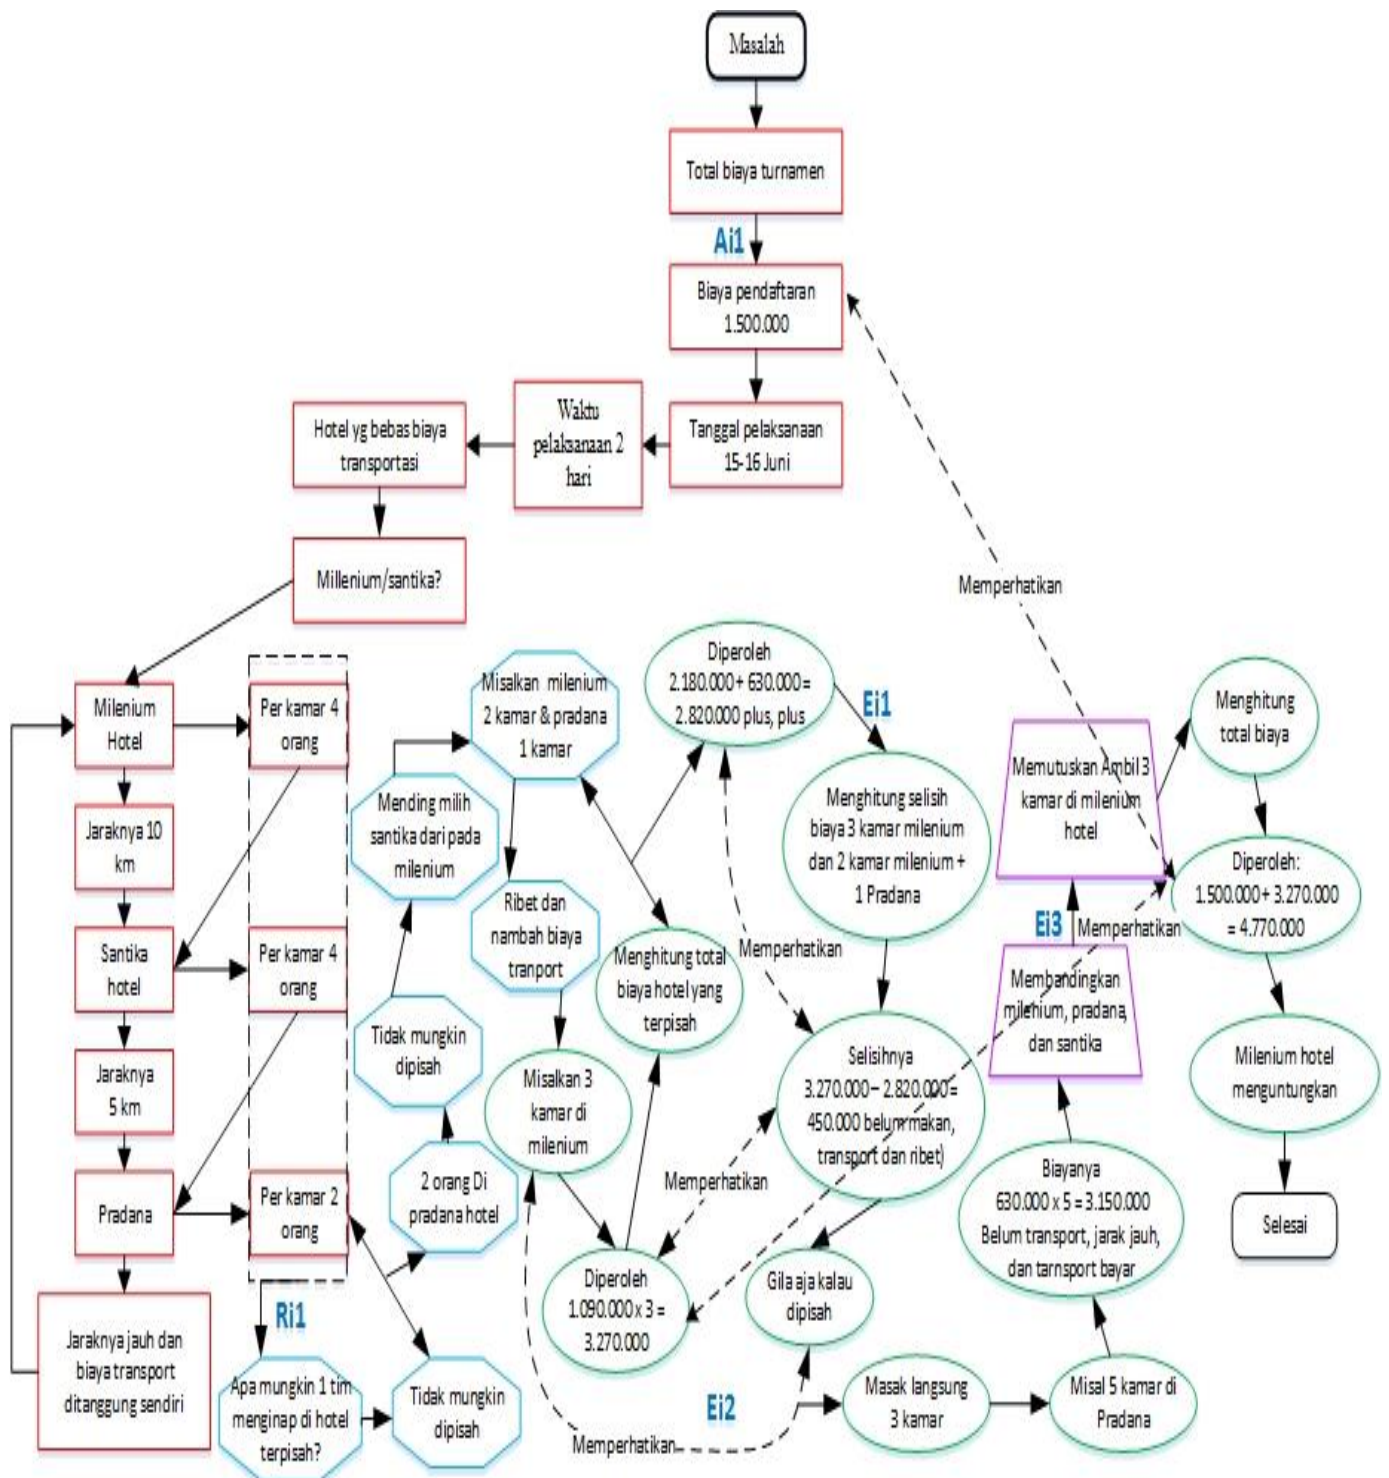 Masalah
Total biaya turnamen
Ai1
Biaya pendaftaran
1.500.000
Tanggal pelaksanaan
15-16 Juni
Waktu
pelaksanaan 2
hari
Hotel yg bebas biaya
transportasi
Millenium/santika?
Milenium
Hotel
Per kamar 4
orang
Jaraknya 10
km
Santika
hotel
Per kamar 4
orang
Jaraknya
5 km
Pradana
Per kamar 2
orang
Jaraknya jauh dan
biaya transport
ditanggung sendiri
Ri1
Apa mungkin 1 tim
menginap di hotel
terpisah?
Tidak mungkin
dipisah
2 orang Di
pradana hotel
Tidak mungkin
dipisah
Mending milih
santika dari pada
milenium
Misalkan milenium
2 kamar & pradana
1 kamar
Ribet dan
nambah biaya
tranport
Misalkan 3
kamar di
milenium
Diperoleh
1.090.000 x 3 =
3.270.000
Menghitung total
biaya hotel yang
terpisah
Diperoleh
2.180.000 + 630.000 =
2.820.000 plus, plus
Ei1
Menghitung selisih
biaya 3 kamar milenium
dan 2 kamar milenium +
1 Pradana
Memperhatikan
Selisihnya
3.270.000 – 2.820.000 =
450.000 belum makan,
transport dan ribet)
Memperhatikan
Gila aja kalau
dipisah
Ei2
Memperhatikan
Masak langsung
3 kamar
Misal 5 kamar di
Pradana
Biayanya
630.000 x 5 = 3.150.000
Belum transport, jarak jauh,
dan tarnsport bayar
Membandingkan
milenium, pradana,
dan santika
Ei3
Memperhatikan
Memutuskan Ambil 3
kamar di milenium
hotel
Memperhatikan
Menghitung
total biaya
Diperoleh:
1.500.000 + 3.270.000
= 4.770.000
Milenium hotel
menguntungkan
Selesai